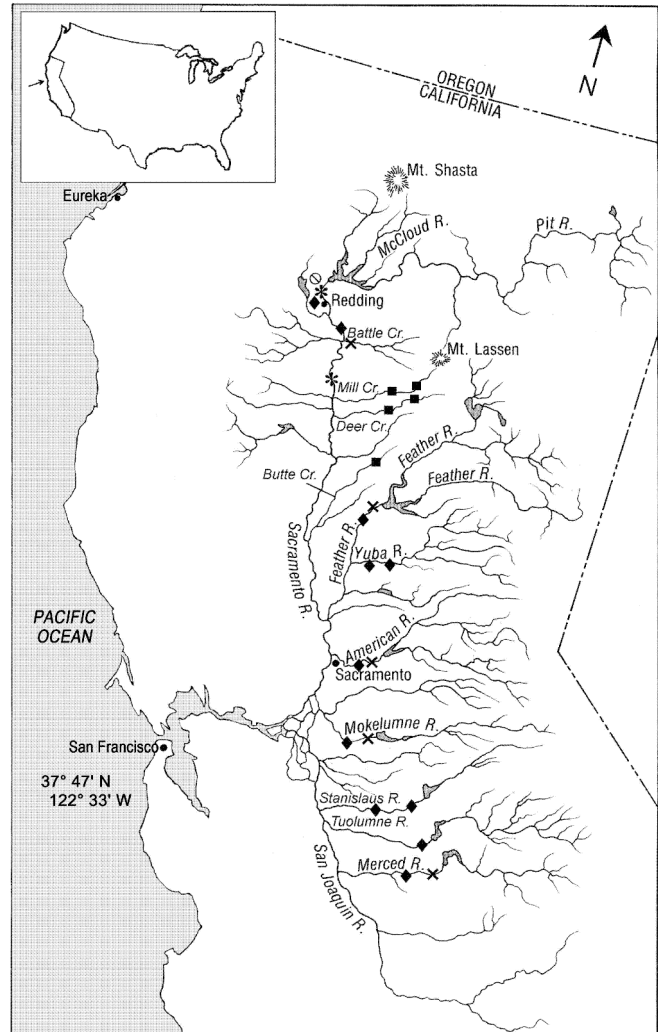 OREGON
CALIFORNIA
N
Mt. Shasta
Eureka
McCloud R.
Pit R.
Redding
Battle Cr.
Mt. Lassen
Mill Cr.
Deer Cr.
Feather R.
Feather R.
Butte Cr.
Sacramento R.
Feather R.
Yuba R.
PACIFIC
OCEAN
American R.
Sacramento
Mokelumne R.
San Francisco
37° 47' N
122° 33' W
Stanislaus R.
Tuolumne R.
Merced R.
San Joaquin R.